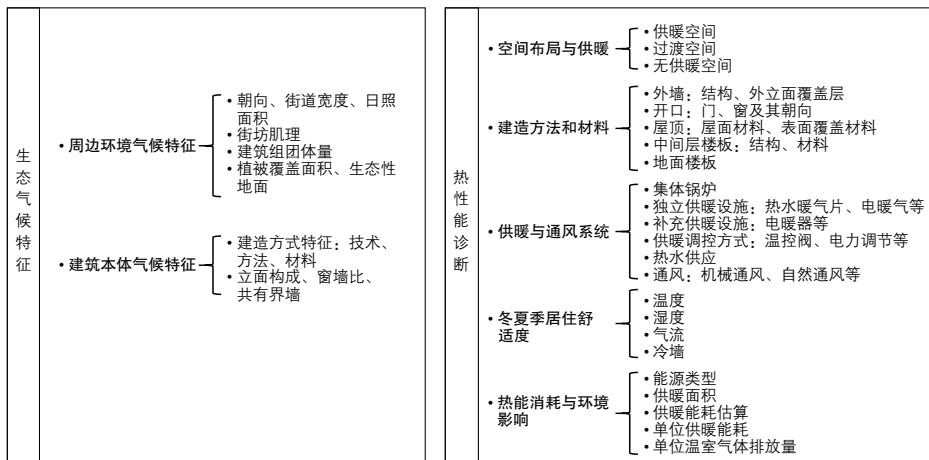 生态气候特征
• 周边环境气候特征
• 朝向、街道宽度、日照
面积
• 街坊肌理
• 建筑组团体量
• 植被覆盖面积、生态性
地面
• 建筑本体气候特征
• 建造方式特征：技术、
方法、材料
• 立面构成、窗墙比、
共有界墙
热性能诊断
• 空间布局与供暖
• 供暖空间
• 过渡空间
• 无供暖空间
• 建造方法和材料
• 外墙：结构、外立面覆盖层
• 开口：门、窗及其朝向
• 屋顶：屋面材料、表面覆盖材料
• 中间层楼板：结构、材料
• 地面楼板
• 供暖与通风系统
• 集体锅炉
• 独立供暖设施：热水暖气片、电暖气等
• 补充供暖设施：电暖器等
• 供暖调控方式：温控阀、电力调节等
• 热水供应
• 通风：机械通风、自然通风等
• 冬夏季居住舒
适度
• 温度
• 湿度
• 气流
• 冷墙
• 热能消耗与环境
影响
• 能源类型
• 供暖面积
• 供暖能耗估算
• 单位供暖能耗
• 单位温室气体排放量